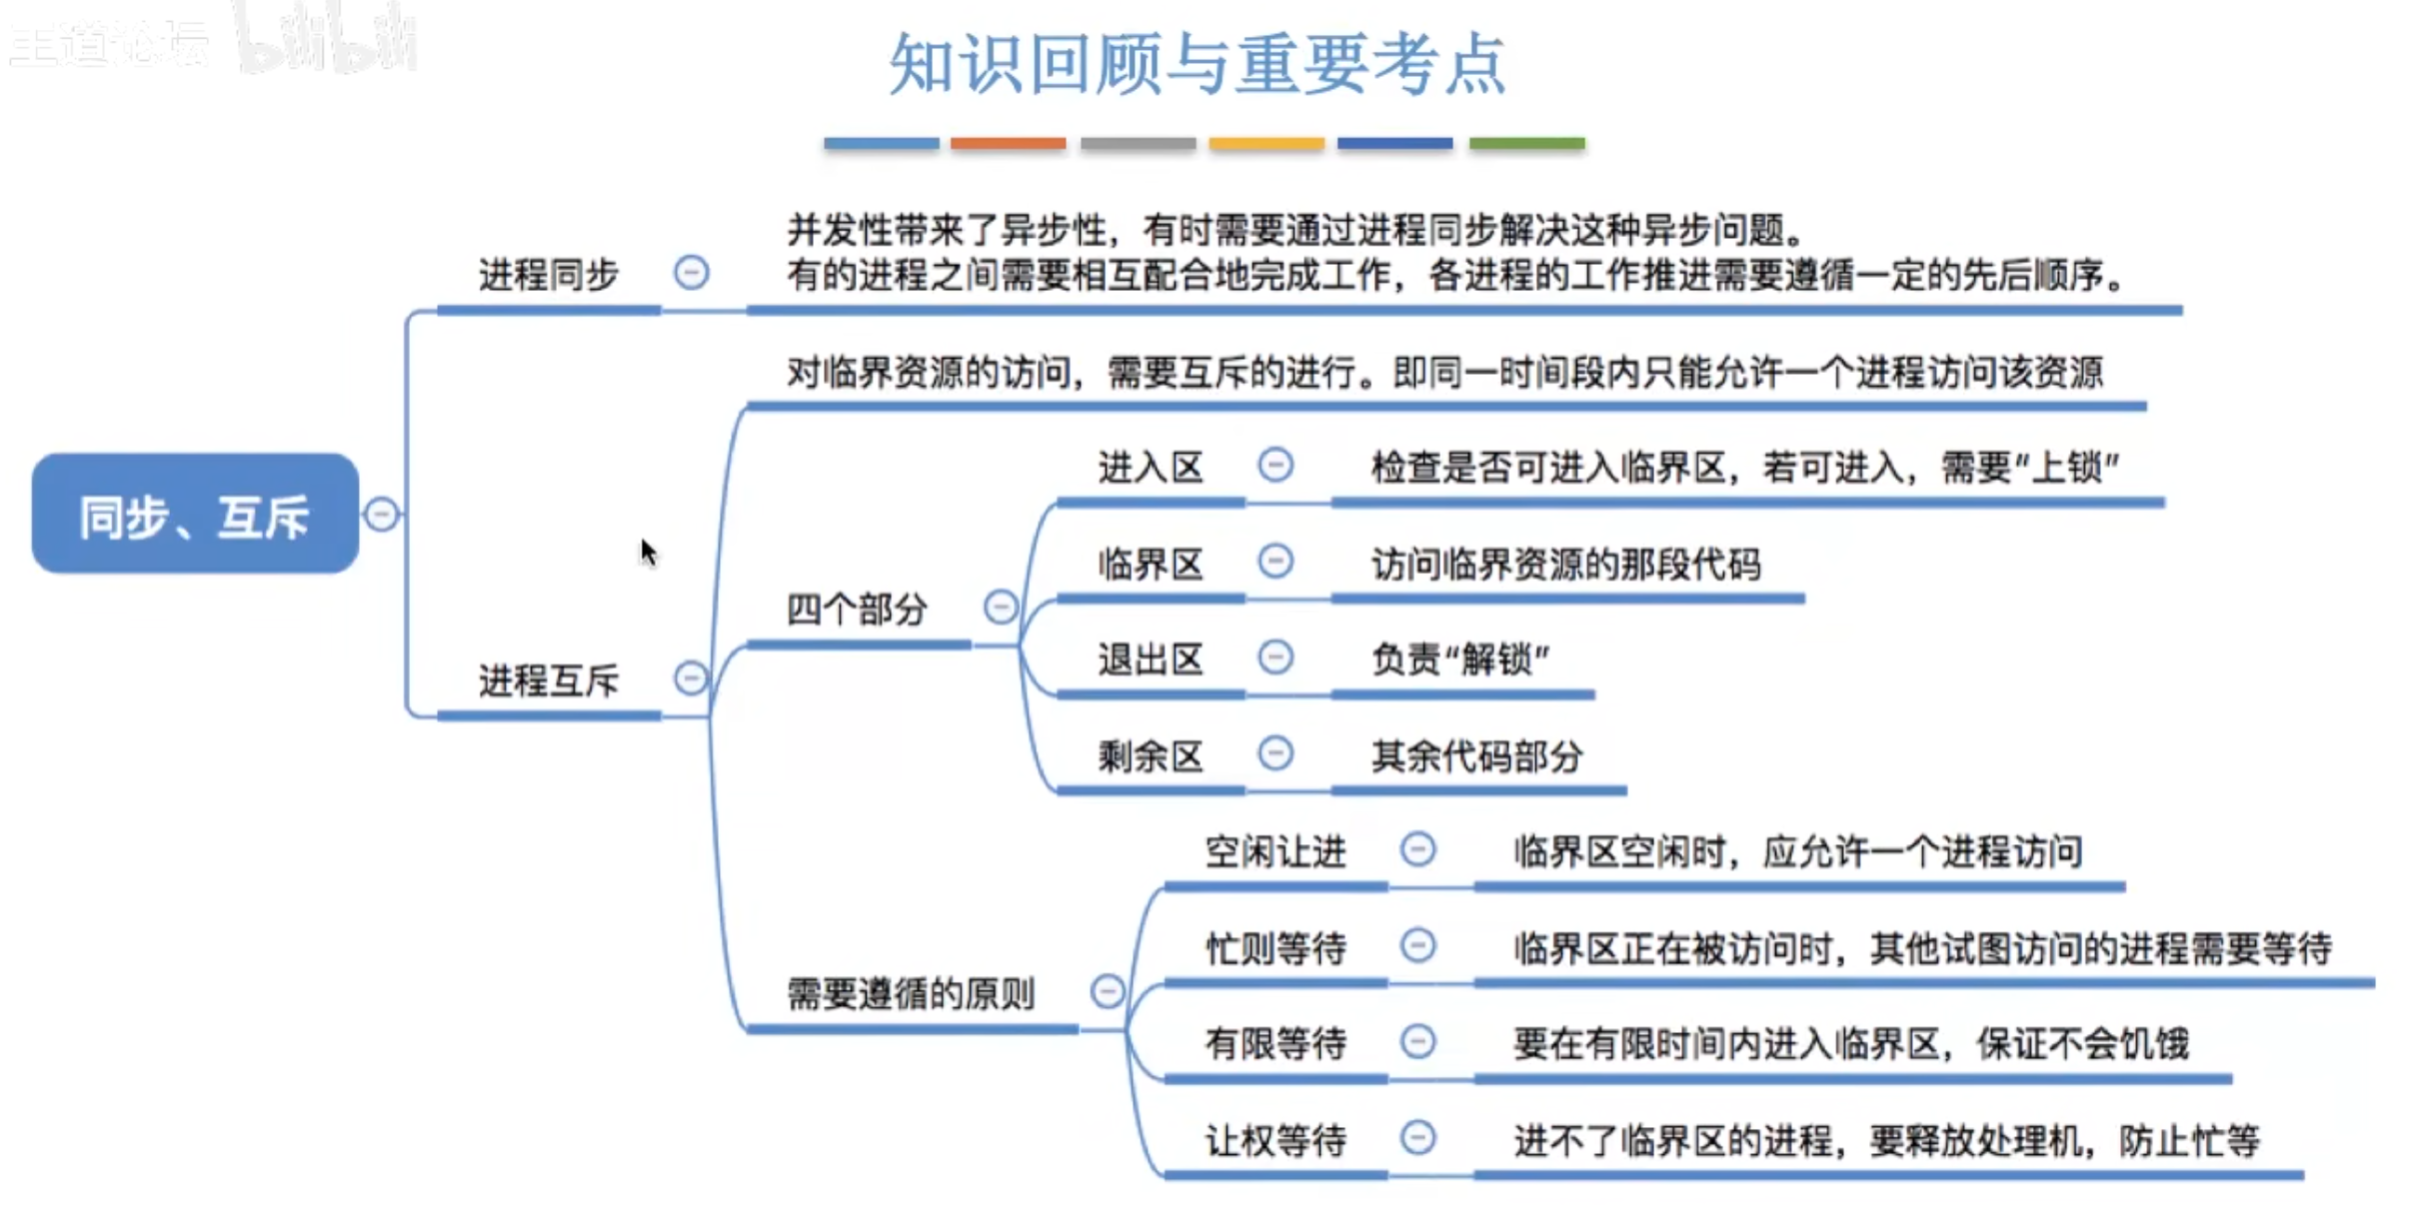 王道论坛 bilibili
知识回顾与重要考点
同步、互斥
进程同步
并发性带来了异步性，有时需要通过进程同步解决这种异步问题。
有的进程之间需要相互配合地完成工作，各进程的工作推进需要遵循一定的先后顺序。
进程互斥
对临界资源的访问，需要互斥的进行。即同一时间段内只能允许一个进程访问该资源
四个部分
进入区 检查是否可进入临界区，若可进入，需要“上锁”
临界区 访问临界资源的那段代码
退出区 负责“解锁”
剩余区 其余代码部分
需要遵循的原则
空闲让进 临界区空闲时，应允许一个进程访问
忙则等待 临界区正在被访问时，其他试图访问的进程需要等待
有限等待 要在有限时间内进入临界区，保证不会饥饿
让权等待 进不了临界区的进程，要释放处理机，防止忙等